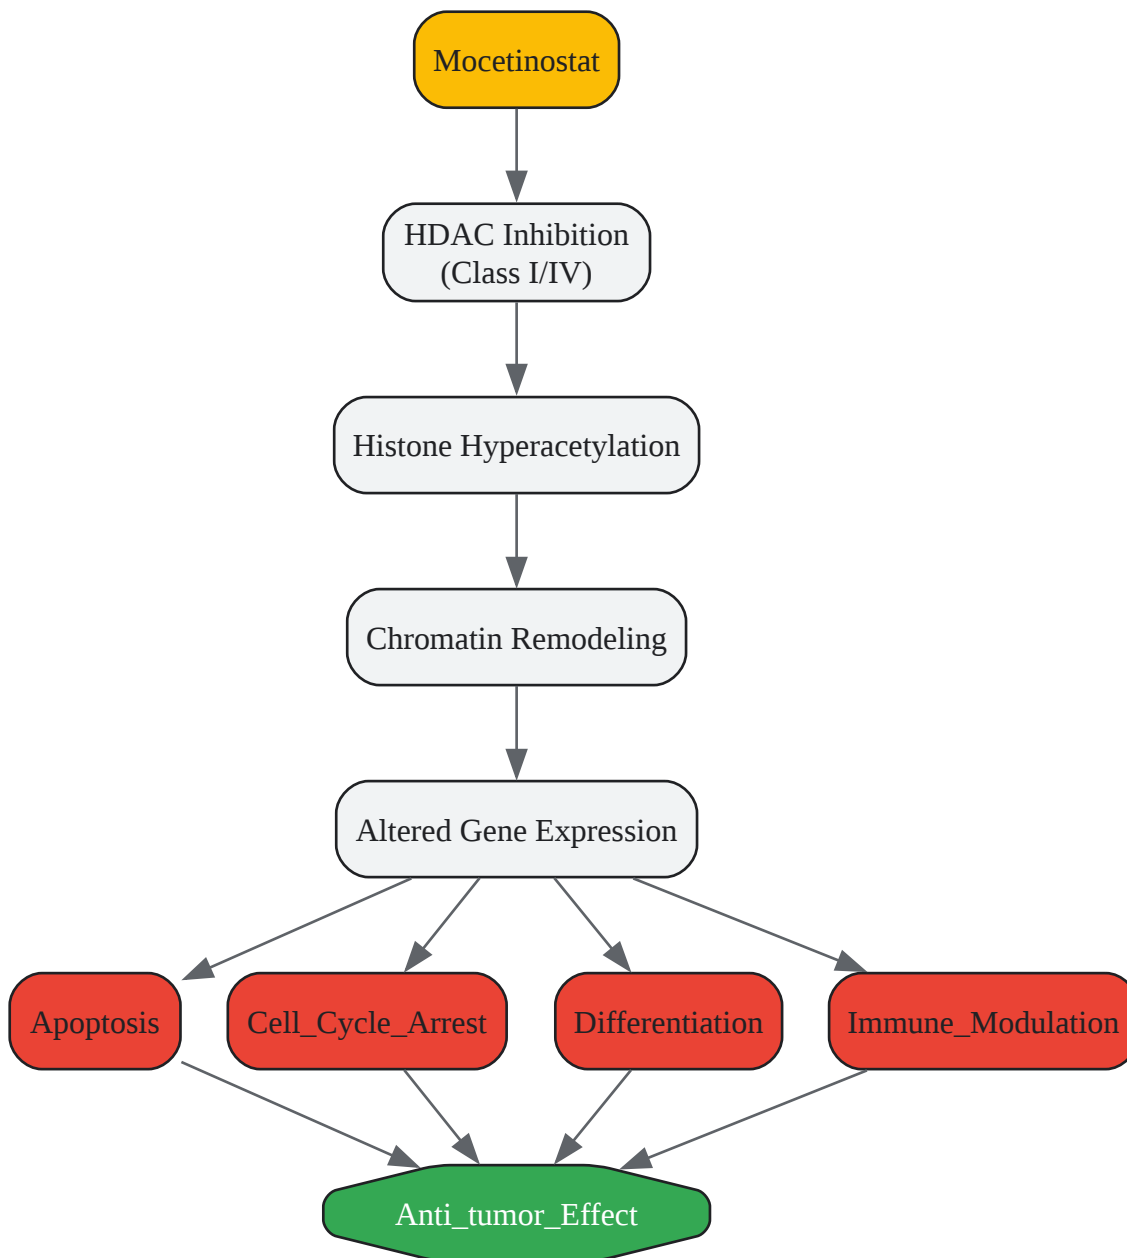 Mocetinostat
HDAC Inhibition
(Class I/IV)
Histone Hyperacetylation
Chromatin Remodeling
Altered Gene Expression
Apoptosis
Cell_Cycle_Arrest
Differentiation
Immune_Modulation
Anti_tumor_Effect